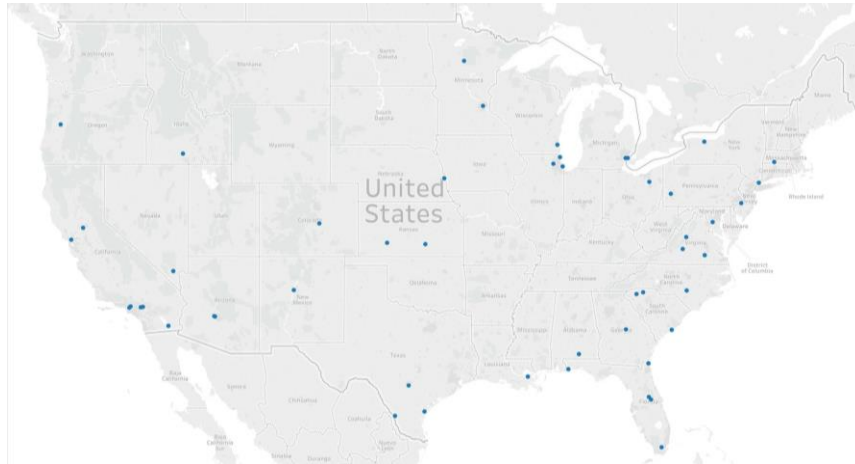 Washington
Montana
North
Dakota
Minnesota
Oregon
Idaho
Wyoming
South
Dakota
Wisconsin
Michigan
Vermont
New
Hampshire
Maine
New
York
Massachusetts
Connecticut
Rhode Island
Nebraska
Iowa
United
States
Nevada
Utah
Colorado
Kansas
Missouri
Illinois
Indiana
Ohio
Pennsylvania
New
Jersey
Maryland
Delaware
West
Virginia
Virginia
District
of Columbia
Kentucky
California
Arizona
New
Mexico
Oklahoma
Arkansas
Tennessee
North
Carolina
South
Carolina
Mississippi
Alabama
Georgia
Texas
Louisiana
Florida
Baja
California
Sonora
Chihuahua
Coahuila
Baja
California
Sur
Sinaloa
Durango
Nuevo